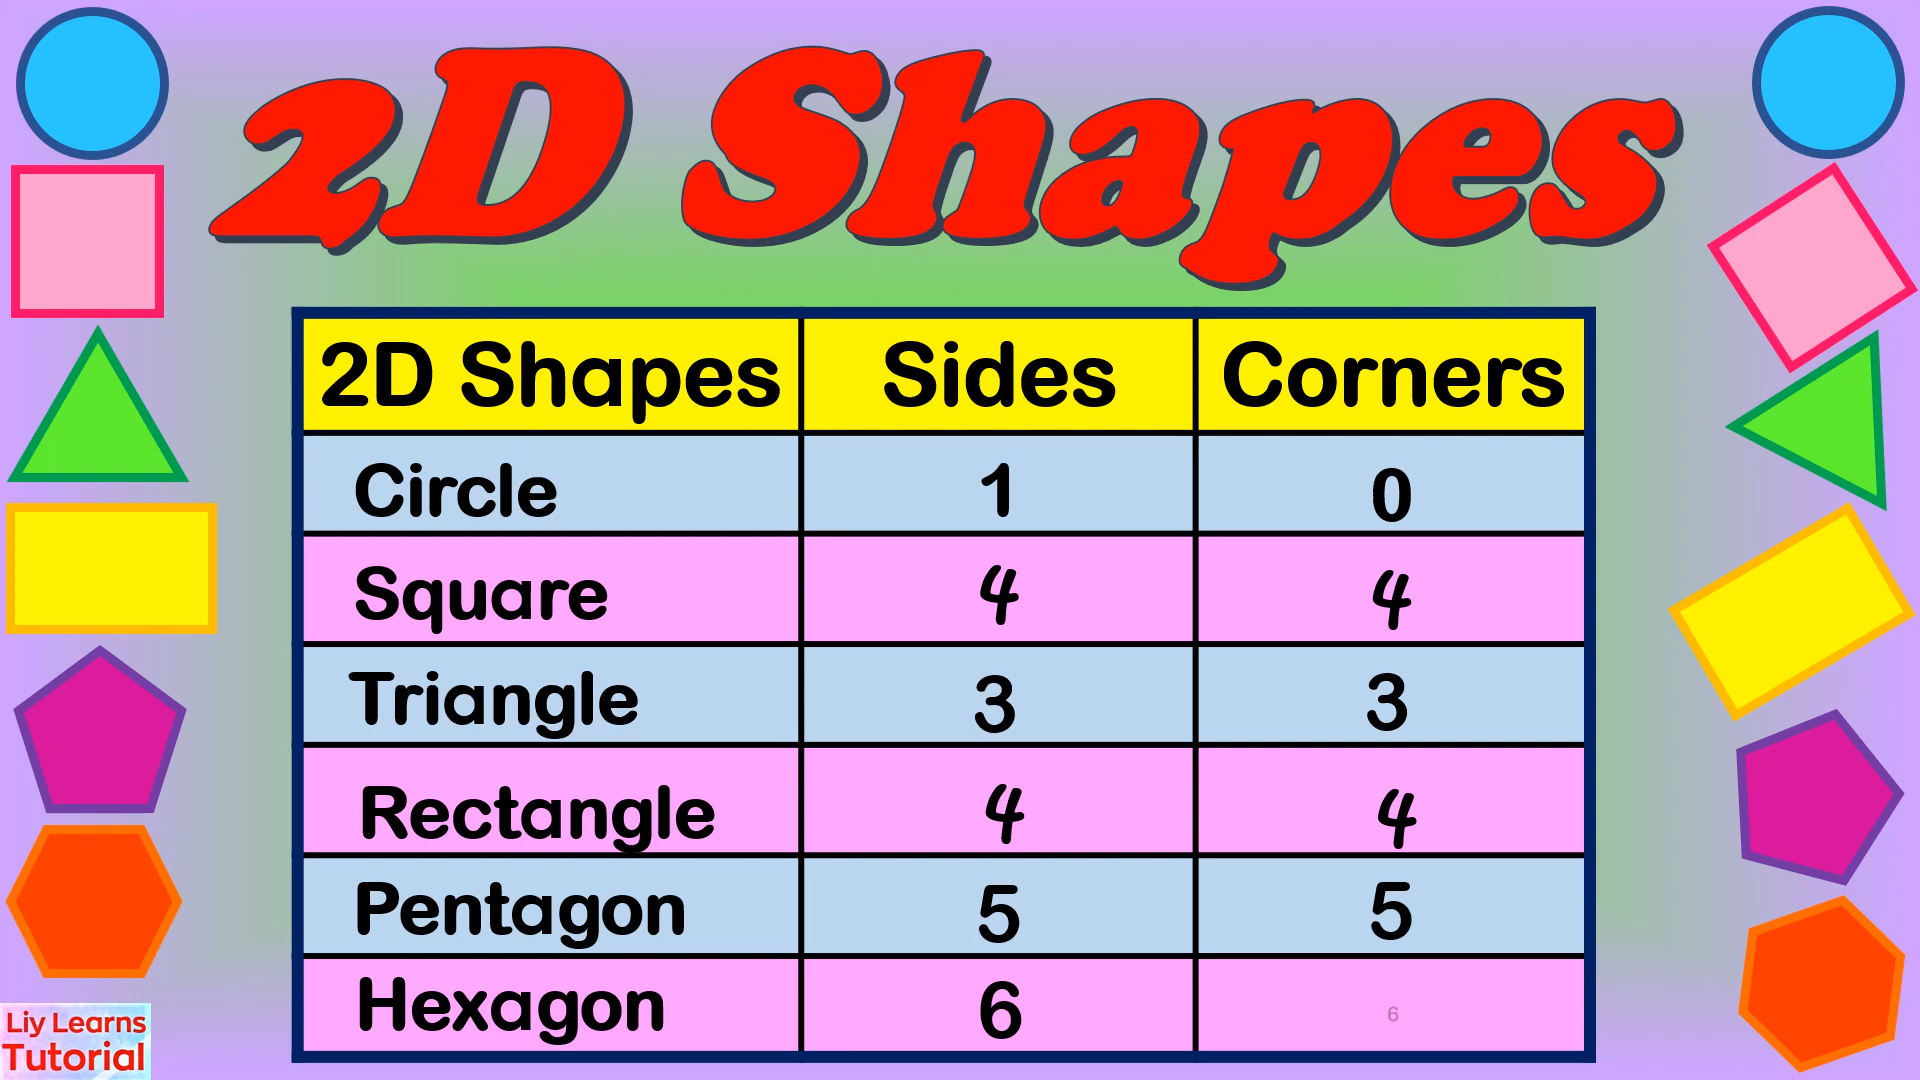 2D Shapes
2D Shapes Sides Corners
Circle 1 0
Square 4 4
Triangle 3 3
Rectangle 4 4
Pentagon 5 5
Hexagon 6 6
Liy Learns
Tutorial